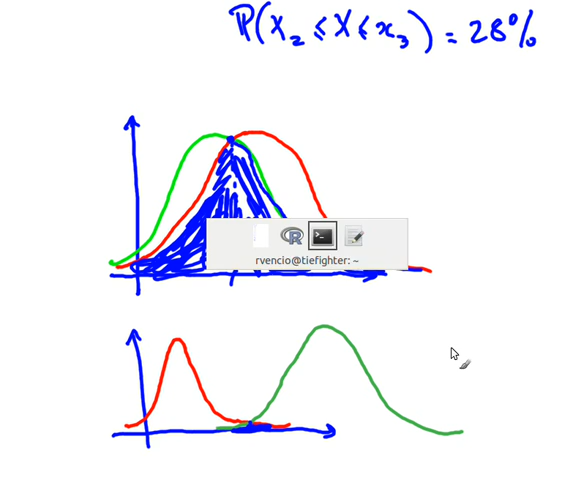 ℙ(X₂ ≤ X ≤ x₃) = 28%
R
rvencio@tiefighter: ~